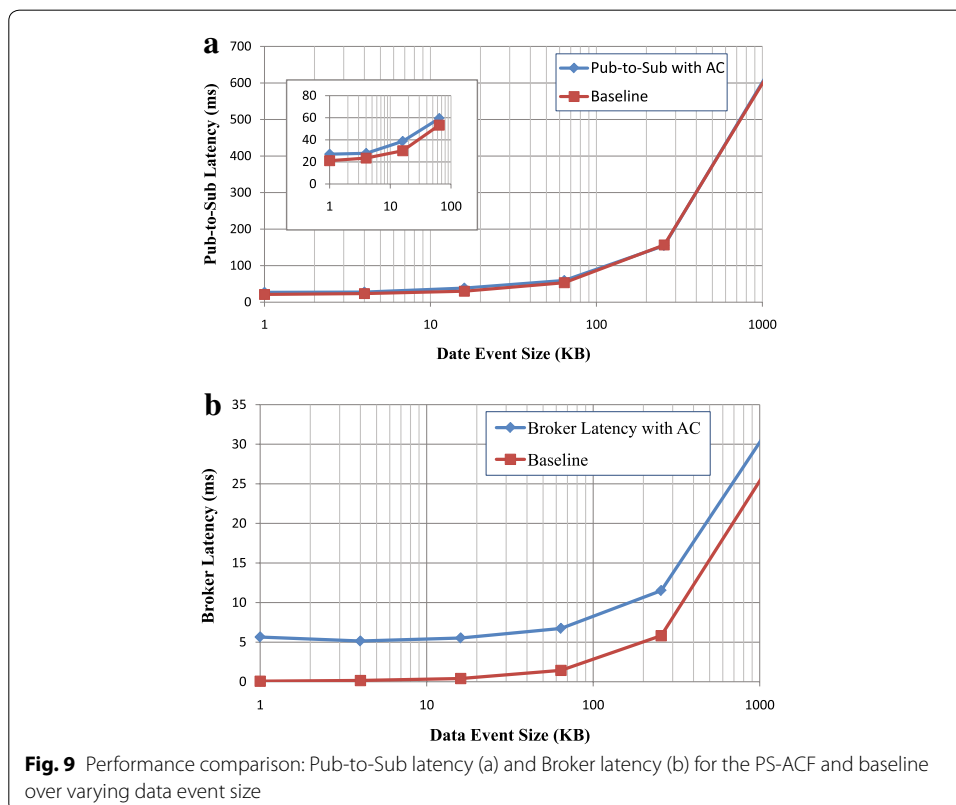 a
700
600
500
400
300
200
100
0
Pub-to-Sub Latency (ms)
Pub-to-Sub with AC
Baseline
80
60
40
20
0
1 10 100
1 10 100 1000
Date Event Size (KB)
b
35
30
25
20
15
10
5
0
Broker Latency (ms)
Broker Latency with AC
Baseline
1 10 100 1000
Data Event Size (KB)
Fig. 9 Performance comparison: Pub-to-Sub latency (a) and Broker latency (b) for the PS-ACF and baseline
over varying data event size